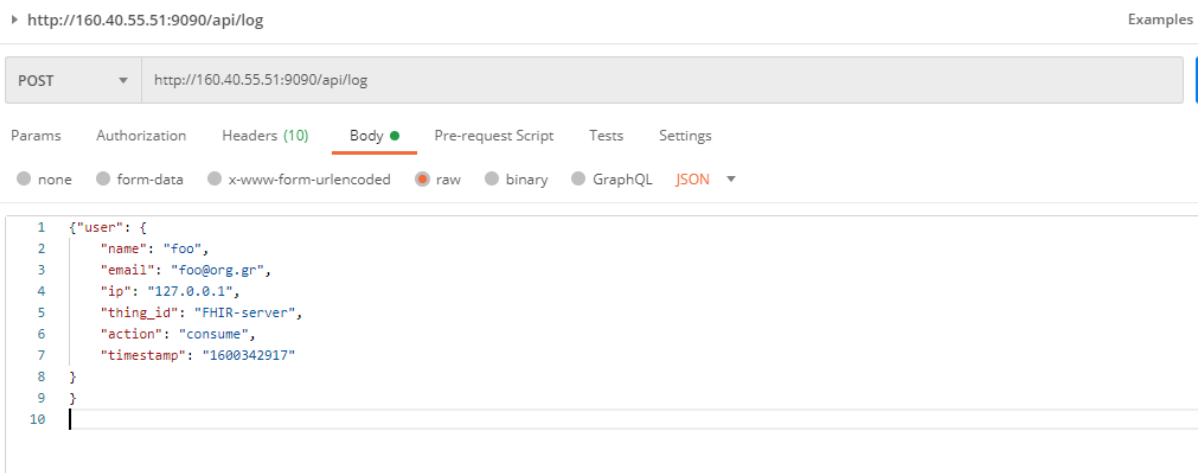 http://160.40.55.51:9090/api/log Examples
POST http://160.40.55.51:9090/api/log
Params Authorization Headers (10) Body Pre-request Script Tests Settings
none form-data x-www-form-urlencoded raw binary GraphQL JSON
1 {"user": {
2 "name": "foo",
3 "email": "foo@org.gr",
4 "ip": "127.0.0.1",
5 "thing_id": "FHIR-server",
6 "action": "consume",
7 "timestamp": "1600342917"
8 }
9 }
10